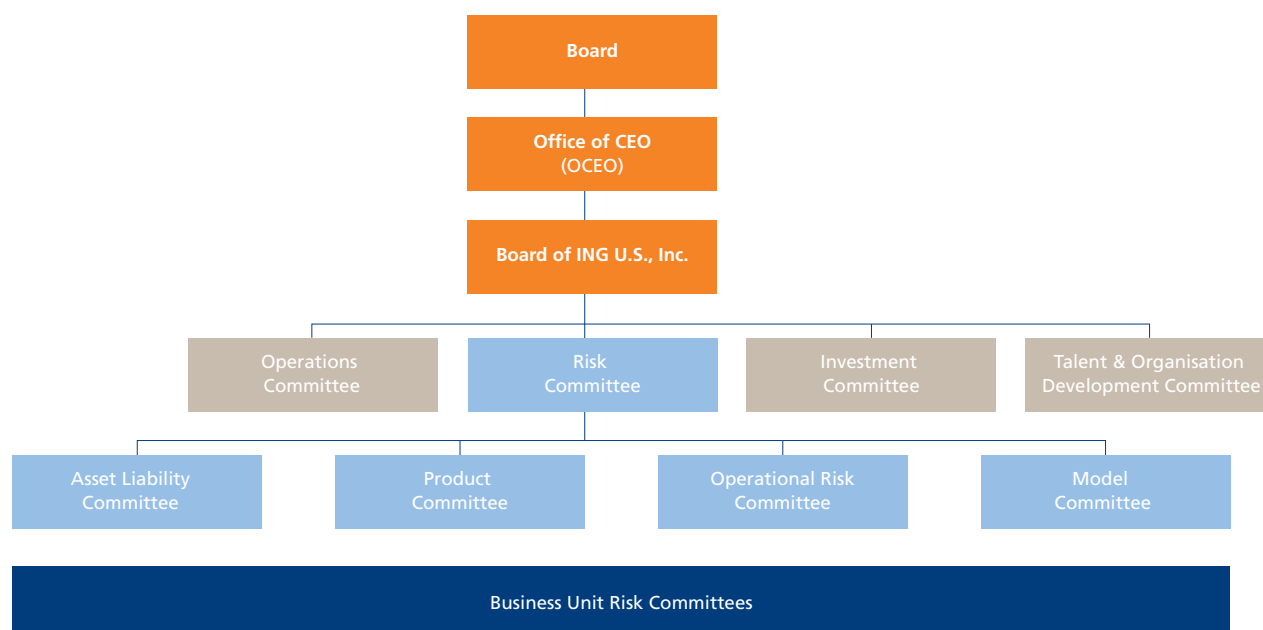 Board
Office of CEO
(OCEO)
Board of ING U.S., Inc.
Operations
Committee
Risk
Committee
Investment
Committee
Talent & Organisation
Development Committee
Asset Liability
Committee
Product
Committee
Operational Risk
Committee
Model
Committee
Business Unit Risk Committees